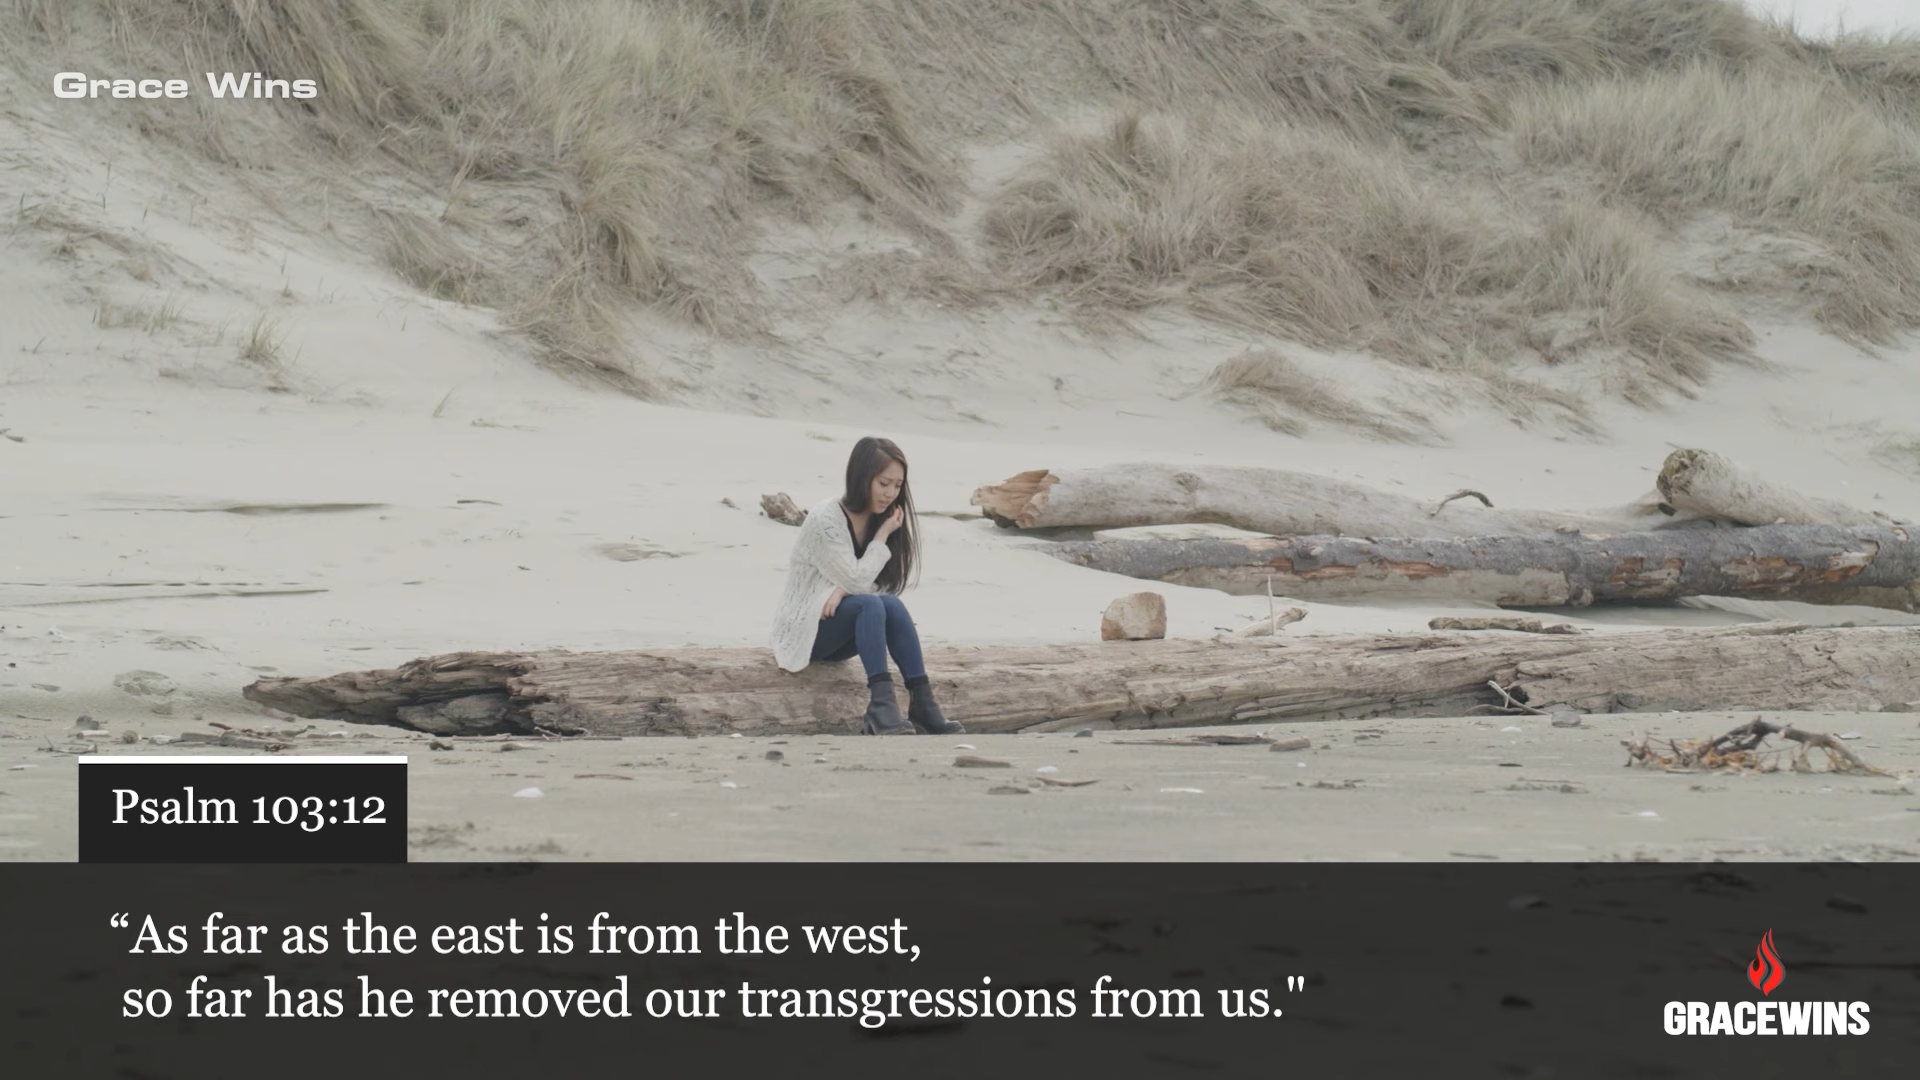 Grace Wins
Psalm 103:12
“As far as the east is from the west,
so far has he removed our transgressions from us."
GRACEWINS